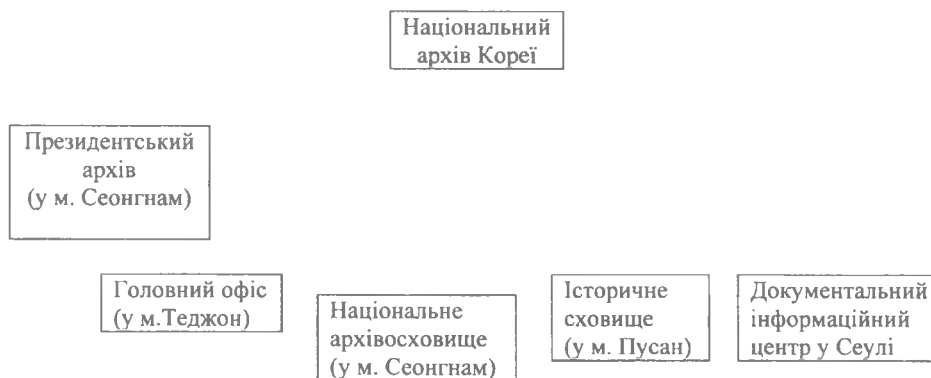 Національний
архів Кореї
Президентський
архів
(у м. Сеонгнам)
Головний офіс
(у м.Теджон)
Національне
архівосховище
(у м. Сеонгнам)
Історичне
сховище
(у м. Пусан)
Документальний
інформаційний
центр у Сеулі